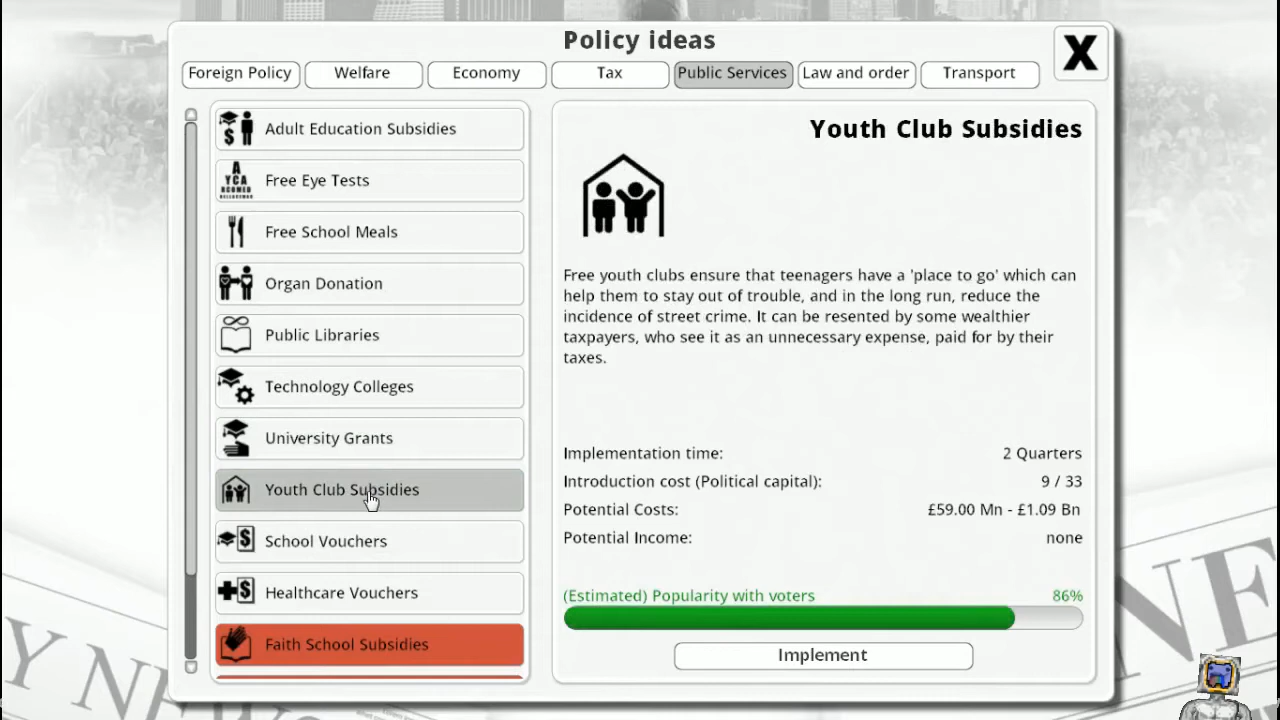 Policy ideas
X
Foreign Policy
Welfare
Economy
Tax
Public Services
Law and order
Transport
Adult Education Subsidies
Free Eye Tests
Free School Meals
Organ Donation
Public Libraries
Technology Colleges
University Grants
Youth Club Subsidies
School Vouchers
Healthcare Vouchers
Faith School Subsidies
Youth Club Subsidies
Free youth clubs ensure that teenagers have a 'place to go' which can
help them to stay out of trouble, and in the long run, reduce the
incidence of street crime. It can be resented by some wealthier
taxpayers, who see it as an unnecessary expense, paid for by their
taxes.
Implementation time: 2 Quarters
Introduction cost (Political capital): 9 / 33
Potential Costs: £59.00 Mn - £1.09 Bn
Potential Income: none
(Estimated) Popularity with voters 86%
Implement